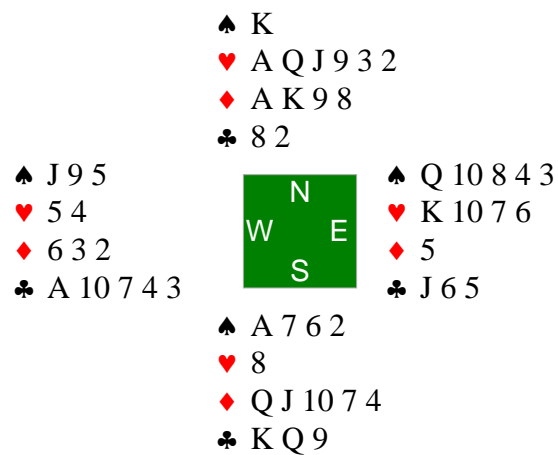 ♠ K
♥ A Q J 9 3 2
♦ A K 9 8
♣ 8 2
♠ J 9 5
♥ 5 4
♦ 6 3 2
♣ A 10 7 4 3
N
W E
S
♠ Q 10 8 4 3
♥ K 10 7 6
♦ 5
♣ J 6 5
♠ A 7 6 2
♥ 8
♦ Q J 10 7 4
♣ K Q 9